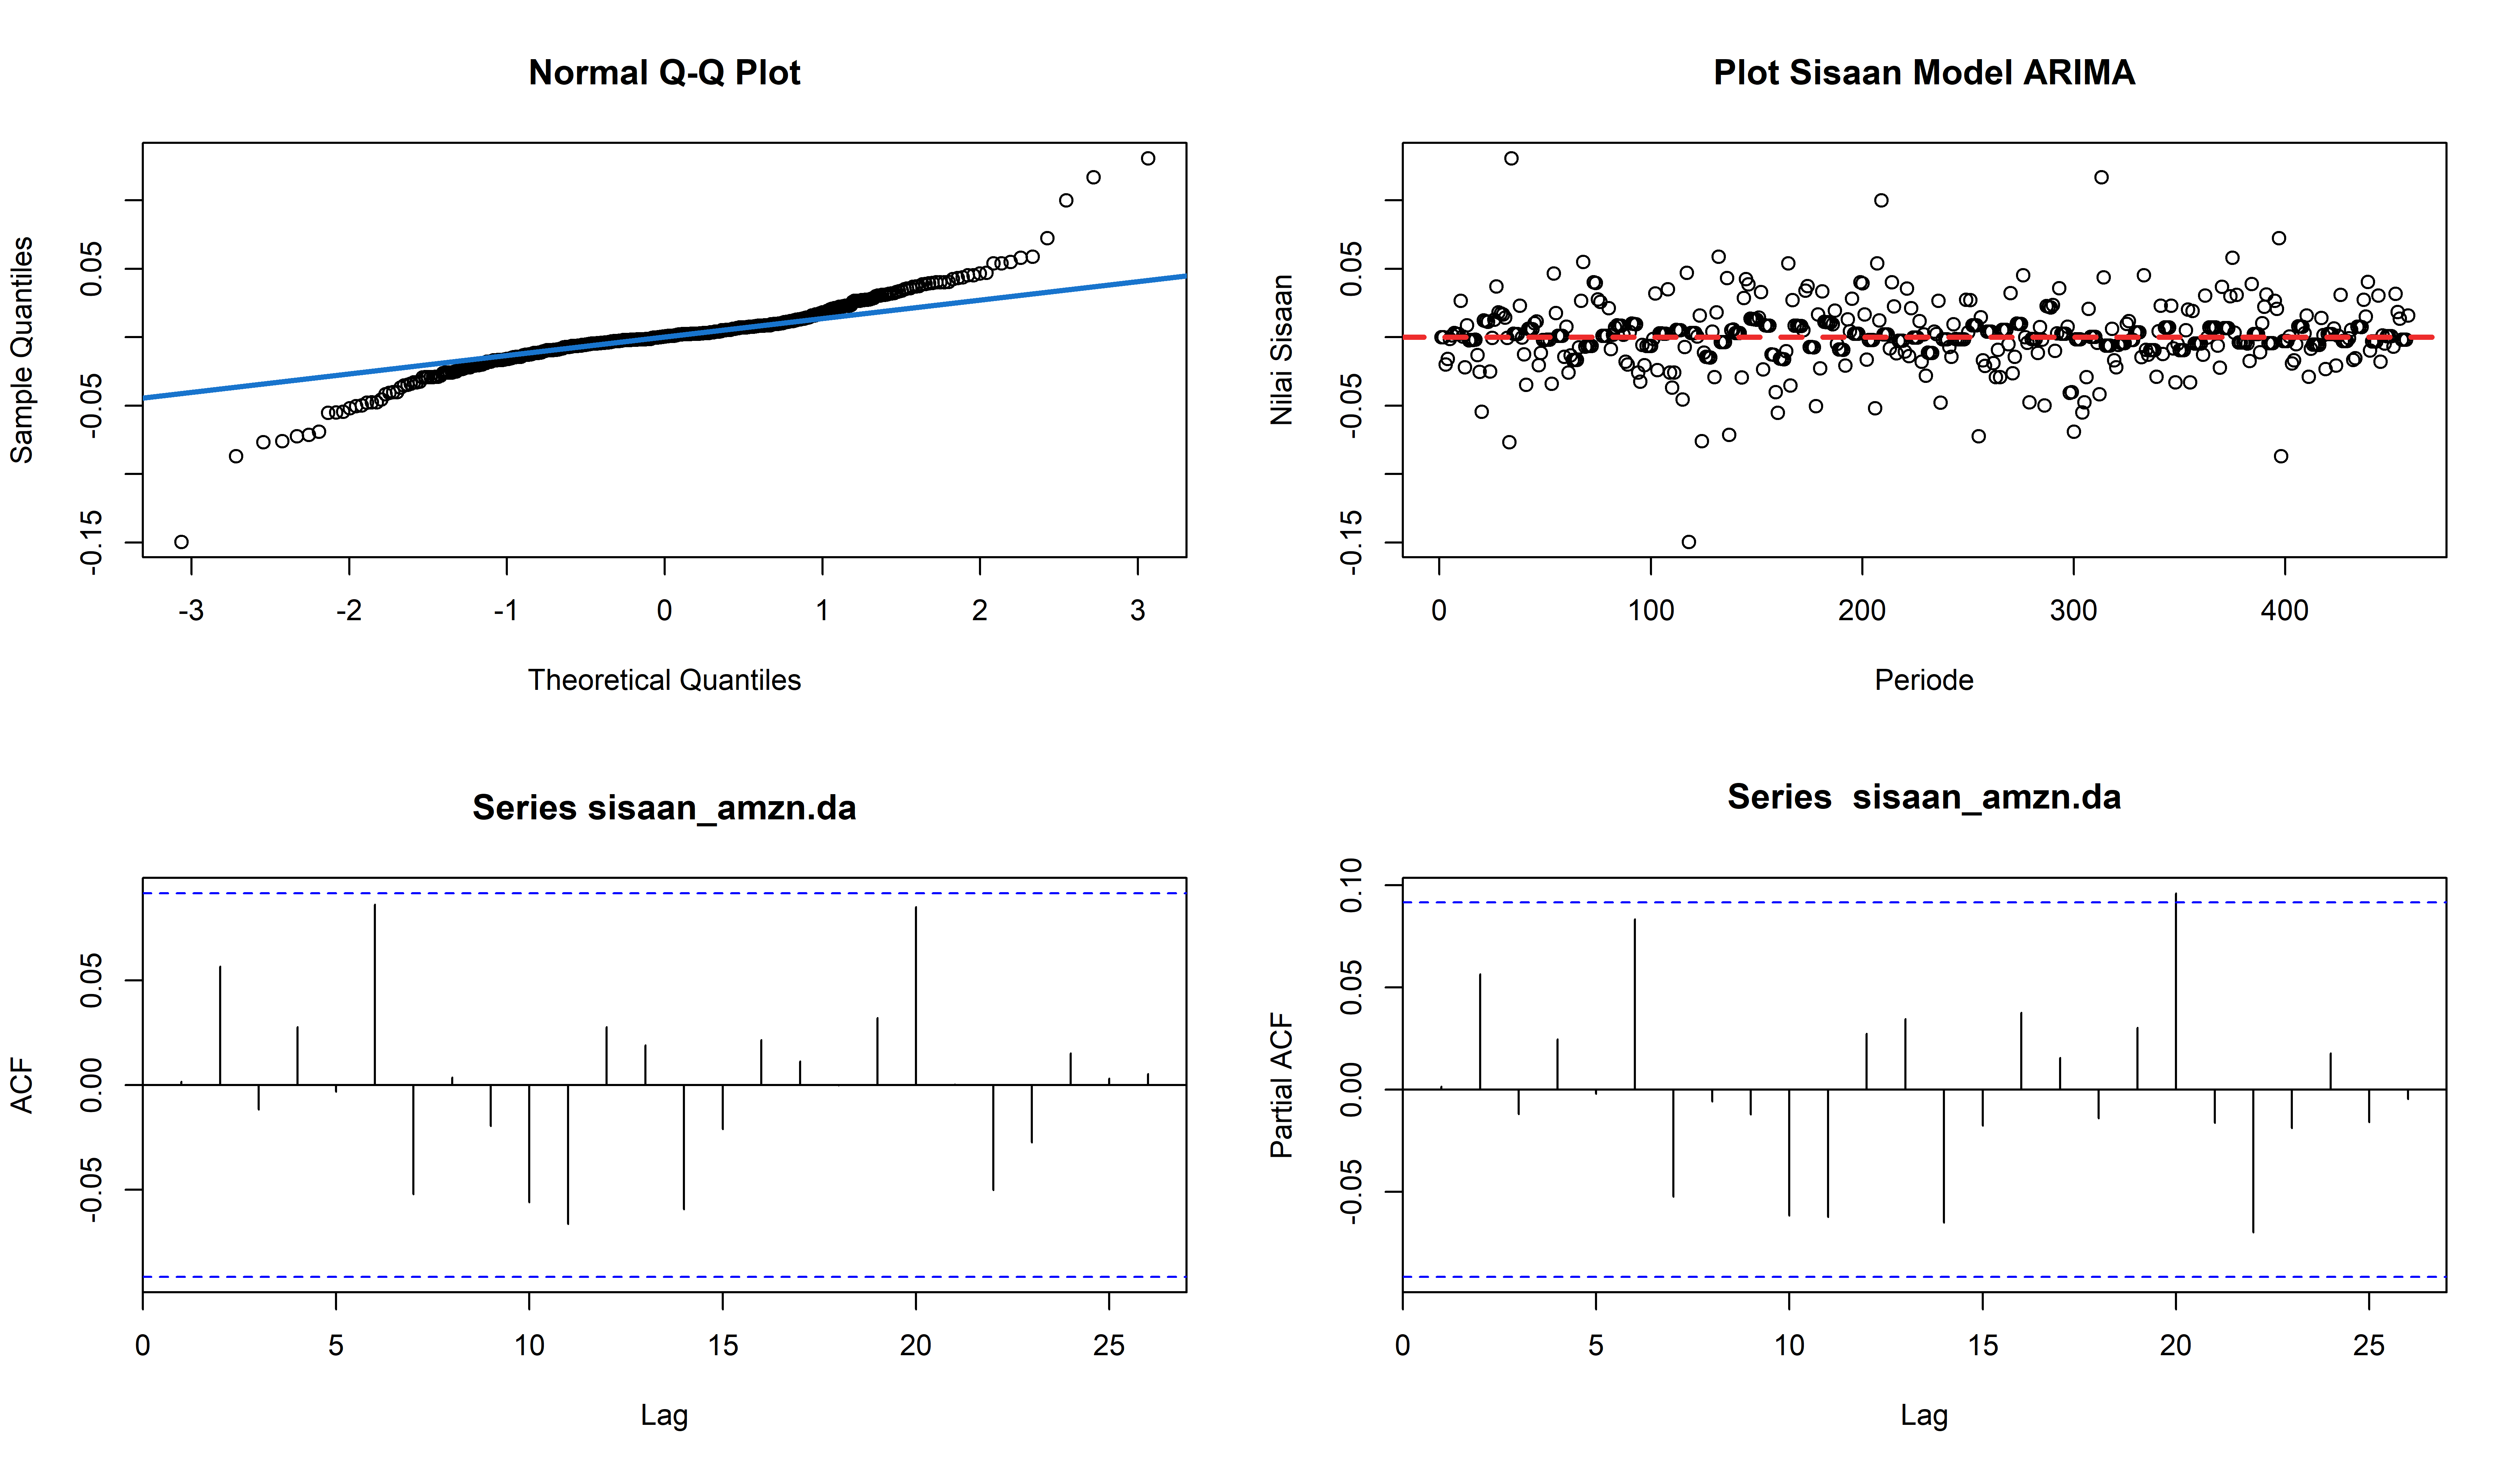 Normal Q-Q Plot
Sample Quantiles
0.05
-0.05
-0.15
-3 -2 -1 0 1 2 3
Theoretical Quantiles
Plot Sisaan Model ARIMA
Nilai Sisaan
0.05
-0.05
-0.15
0 100 200 300 400
Periode
Series sisaan_amzn.da
ACF
0.05
0.00
-0.05
0 5 10 15 20 25
Lag
Series sisaan_amzn.da
Partial ACF
0.10
0.05
0.00
-0.05
0 5 10 15 20 25
Lag